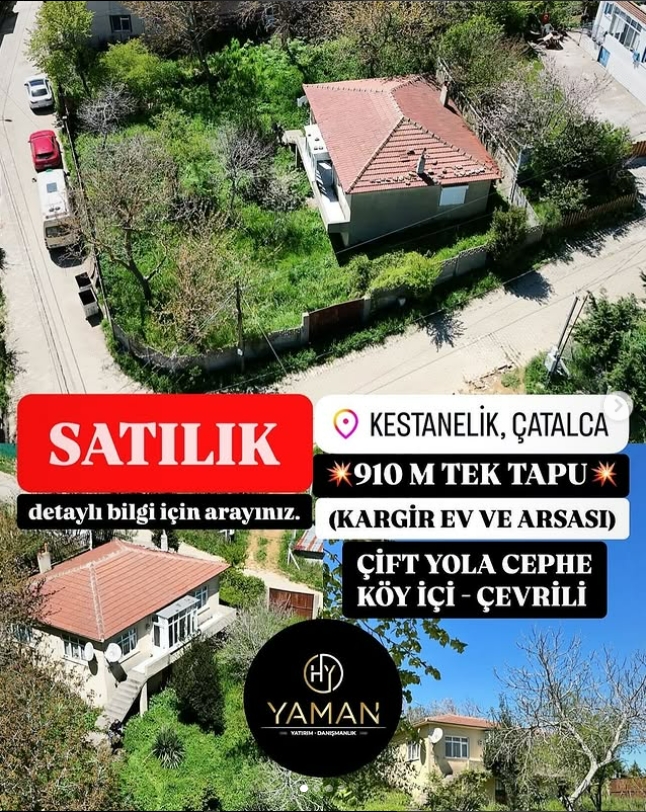 SATILIK
detaylı bilgi için arayınız.
KESTANELİK, ÇATALCA
💥910 M TEK TAPU💥
(KARGİR EV VE ARSASI)
ÇİFT YOLA CEPHE
KÖY İÇİ - ÇEVRİLİ
HY
YAMAN
YATIRIM - DANIŞMANLIK